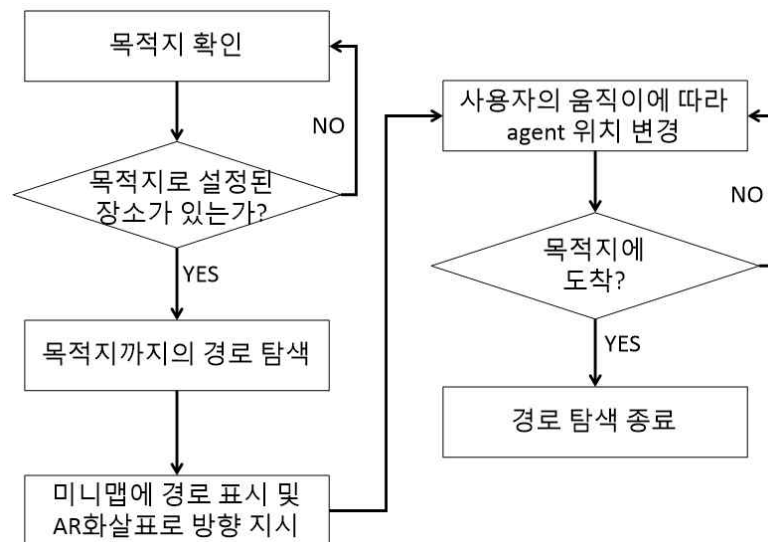 목적지 확인
NO
목적지로 설정된
장소가 있는가?
YES
목적지까지의 경로 탐색
미니맵에 경로 표시 및
AR화살표로 방향 지시
사용자의 움직이에 따라
agent 위치 변경
NO
목적지에
도착?
YES
경로 탐색 종료